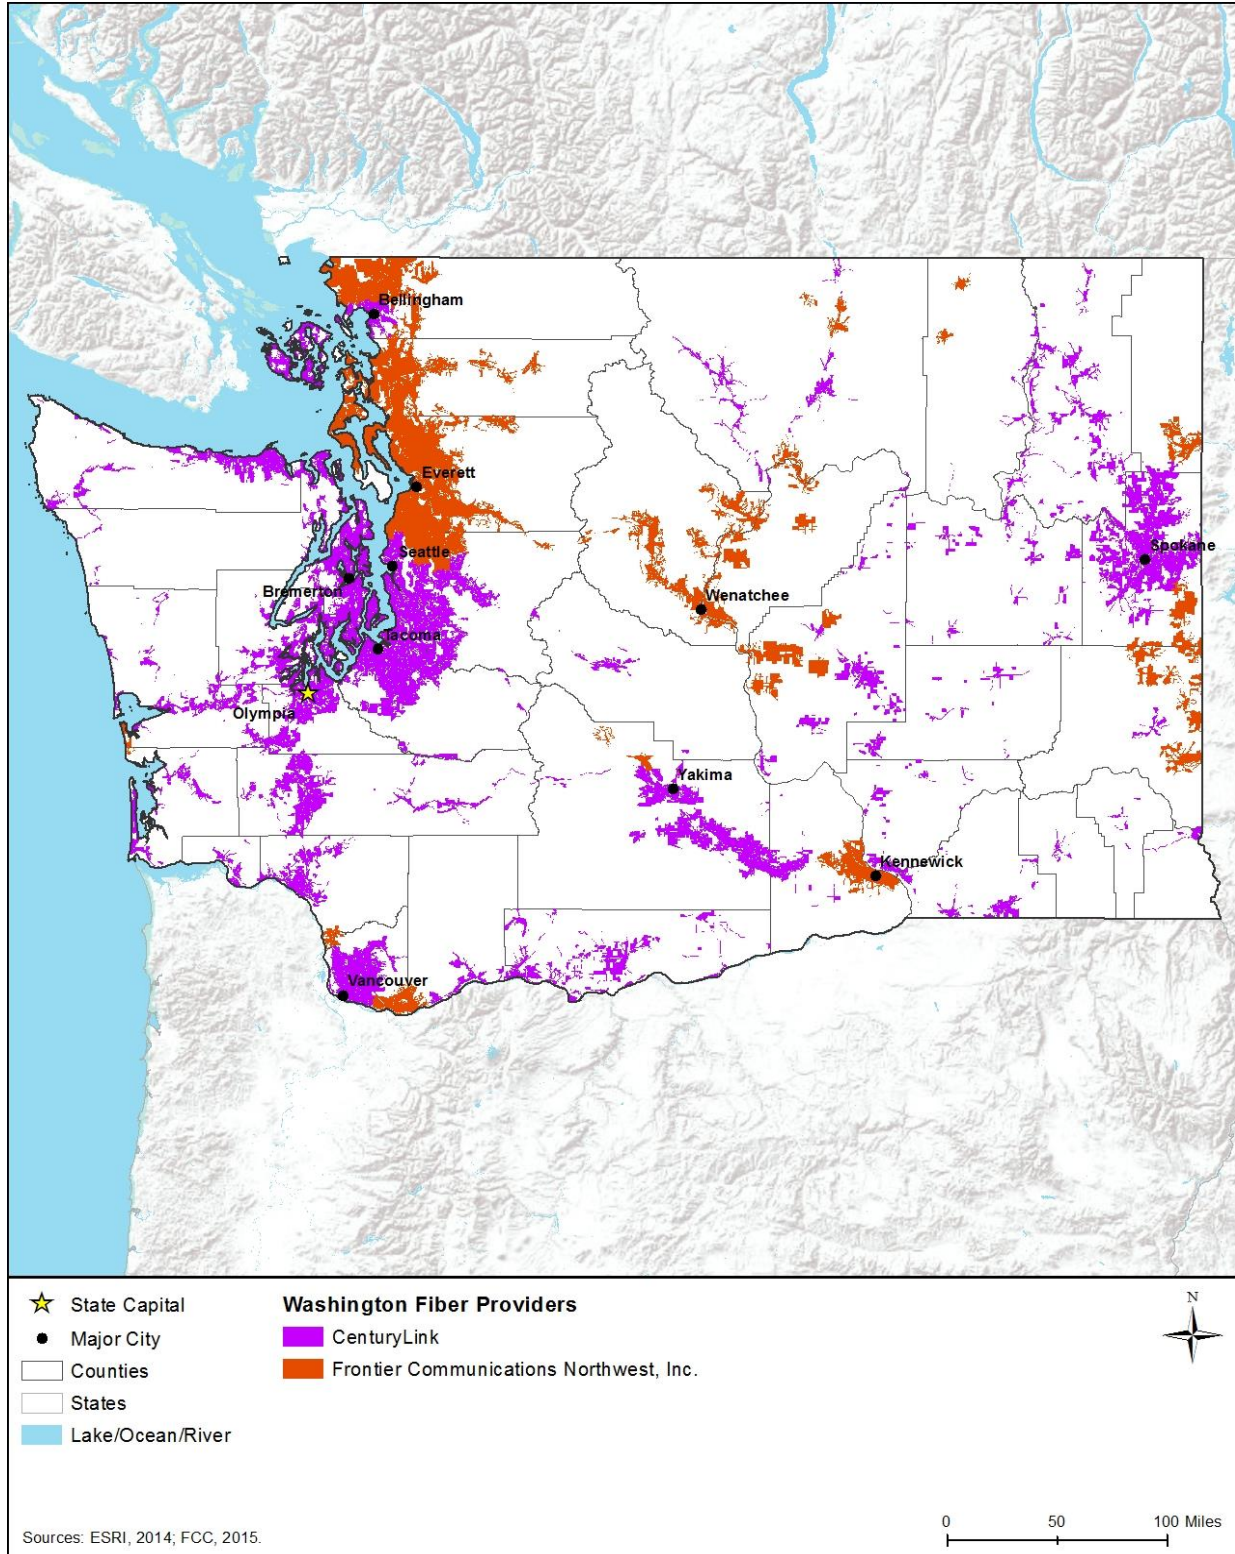 Bellingham
Everett
Seattle
Bremerton
Spokane
Wenatchee
Tacoma
Olympia
Yakima
Kennewick
Vancouver
State Capital
Major City
Counties
States
Lake/Ocean/River
Washington Fiber Providers
CenturyLink
Frontier Communications Northwest, Inc.
N
0 50 100 Miles
Sources: ESRI, 2014; FCC, 2015.